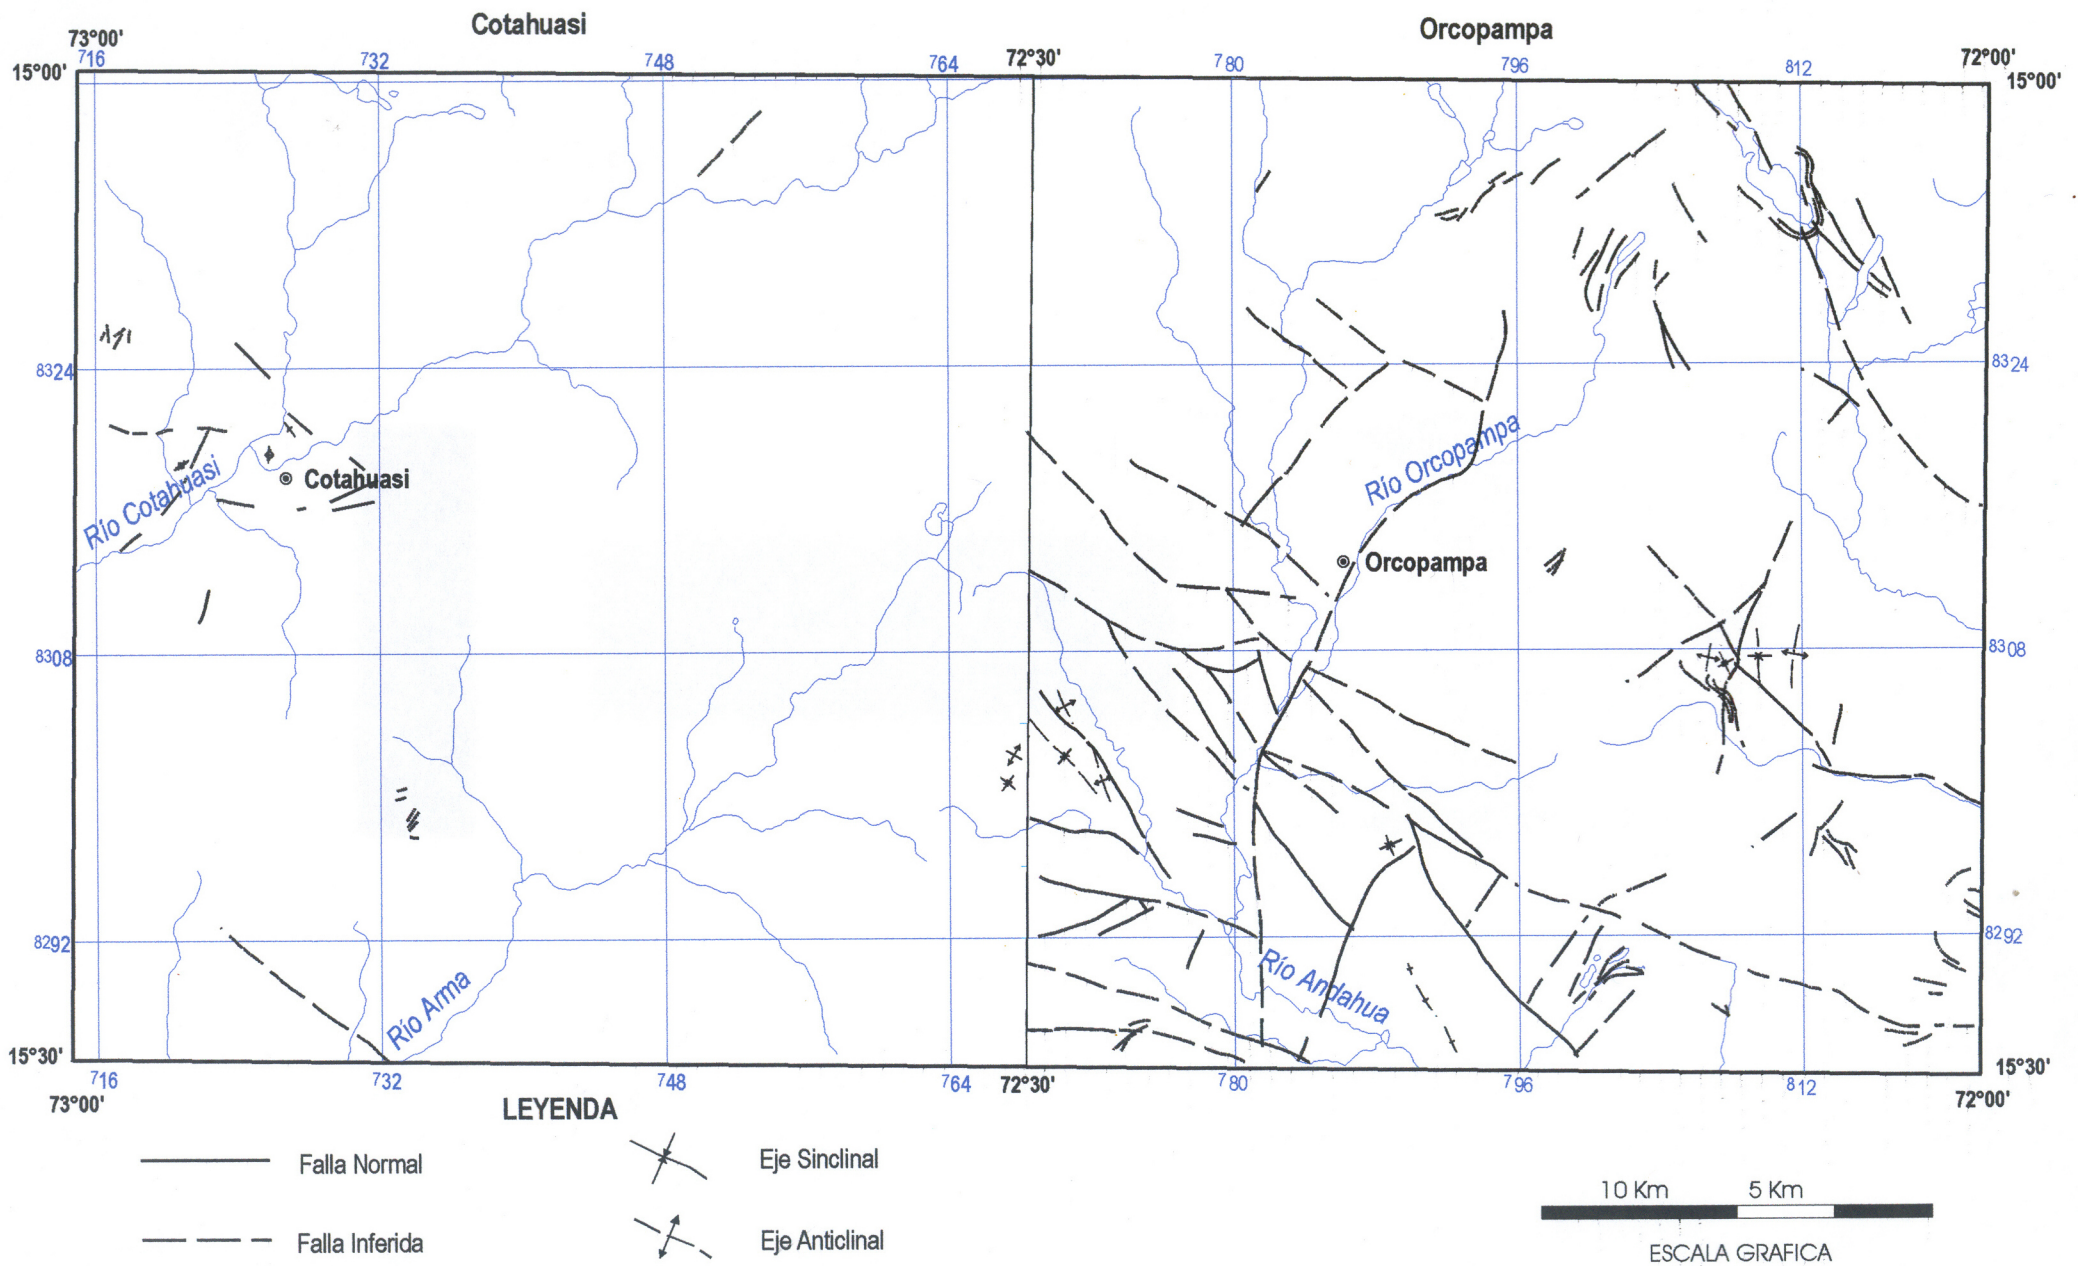 Cotahuasi
Orcopampa
73°00'
72°30'
72°00'
716
732
748
764
780
796
812
15°00'
15°00'
8324
8324
Río Orcopampa
Río Cotahuasi
Cotahuasi
Orcopampa
8308
8308
8292
8292
Río Arma
Río Andahua
15°30'
15°30'
716
732
748
764
72°30'
780
796
812
73°00'
72°00'
LEYENDA
Falla Normal
Eje Sinclinal
Falla Inferida
Eje Anticlinal
10 Km
5 Km
ESCALA GRAFICA